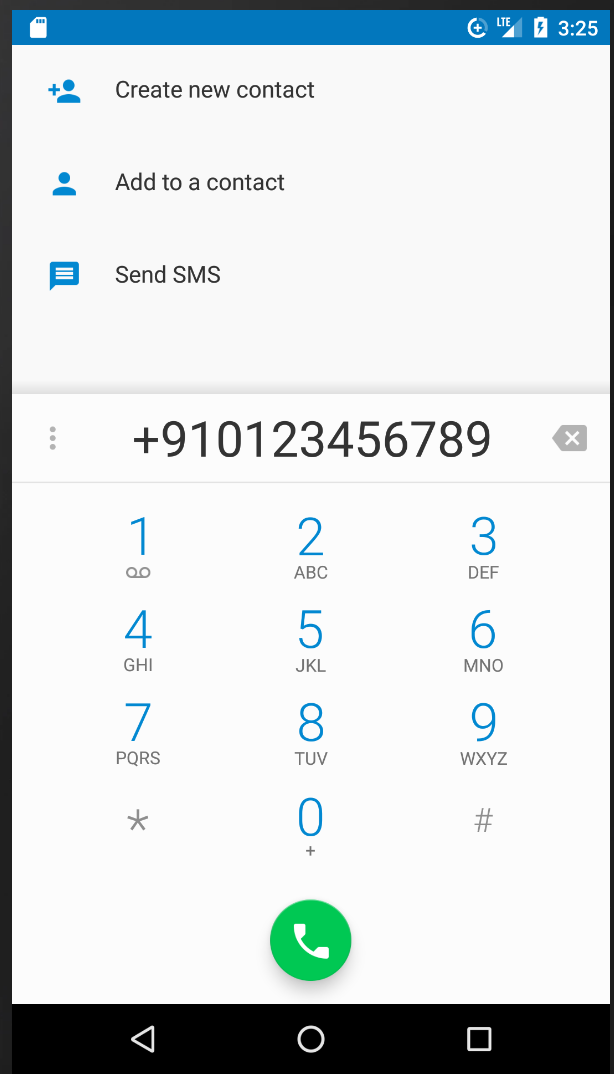 LTE 3:25
Create new contact
Add to a contact
Send SMS
+910123456789
1 2 3
ABC DEF
4 5 6
GHI JKL MNO
7 8 9
PQRS TUV WXYZ
* 0 #
+